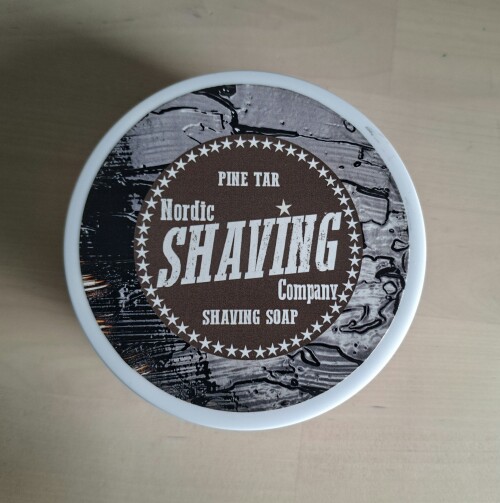 PINE TAR
Nordic
SHAVING
Company
SHAVING SOAP